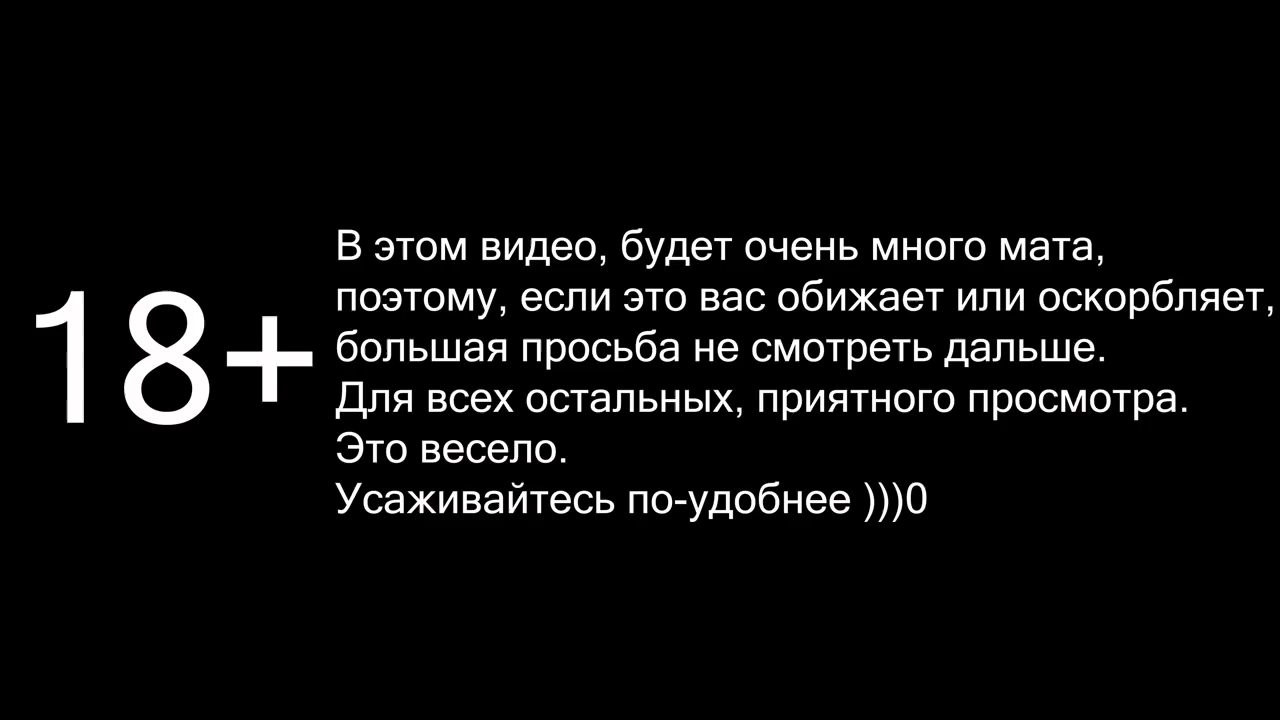 18+
В этом видео, будет очень много мата,
поэтому, если это вас обижает или оскорбляет,
большая просьба не смотреть дальше.
Для всех остальных, приятного просмотра.
Это весело.
Усаживайтесь по-удобнее )))0